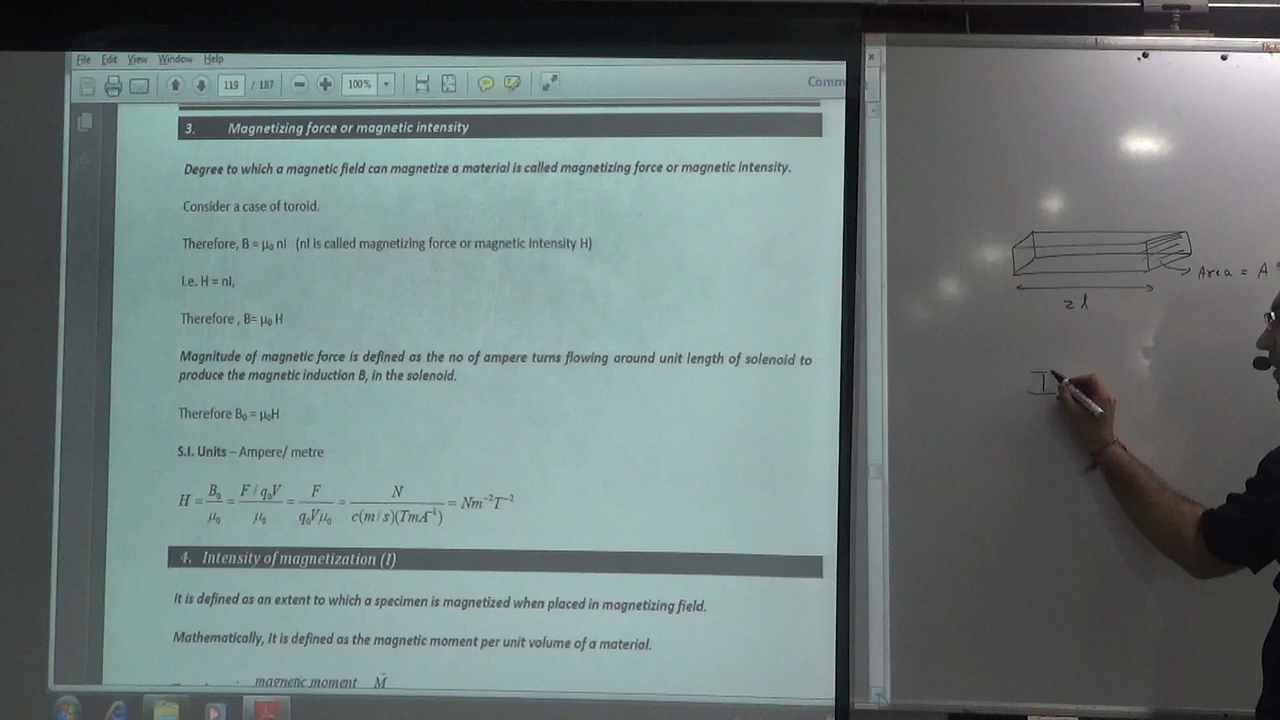 File Edit View Window Help
119 / 187 100% Comm
3. Magnetizing force or magnetic intensity
Degree to which a magnetic field can magnetize a material is called magnetizing force or magnetic intensity.
Consider a case of toroid.
Therefore, B = μ₀ nI (nI is called magnetizing force or magnetic intensity H)
i.e. H = nI,
Therefore , B= μ₀ H
Magnitude of magnetic force is defined as the no of ampere turns flowing around unit length of solenoid to
produce the magnetic induction B, in the solenoid.
Therefore B₀ = μ₀H
S.I. Units – Ampere/ metre
H = B₀/μ₀ = F/q₀V/μ₀ = F/q₀Vμ₀ = N/c(m/s)(TmA⁻¹) = Nm⁻²T⁻²
4. Intensity of magnetization (I)
It is defined as an extent to which a specimen is magnetized when placed in magnetizing field.
Mathematically, It is defined as the magnetic moment per unit volume of a material.
magnetic moment M
Area = A
2l
I